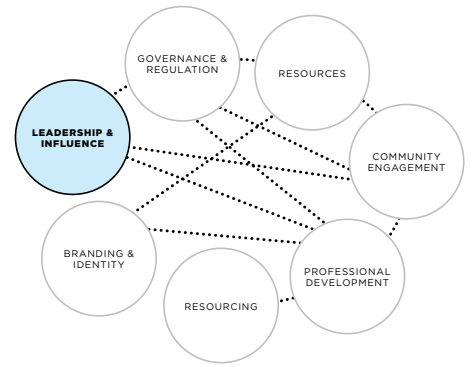 GOVERNANCE &
REGULATION
RESOURCES
LEADERSHIP &
INFLUENCE
COMMUNITY
ENGAGEMENT
BRANDING &
IDENTITY
PROFESSIONAL
DEVELOPMENT
RESOURCING